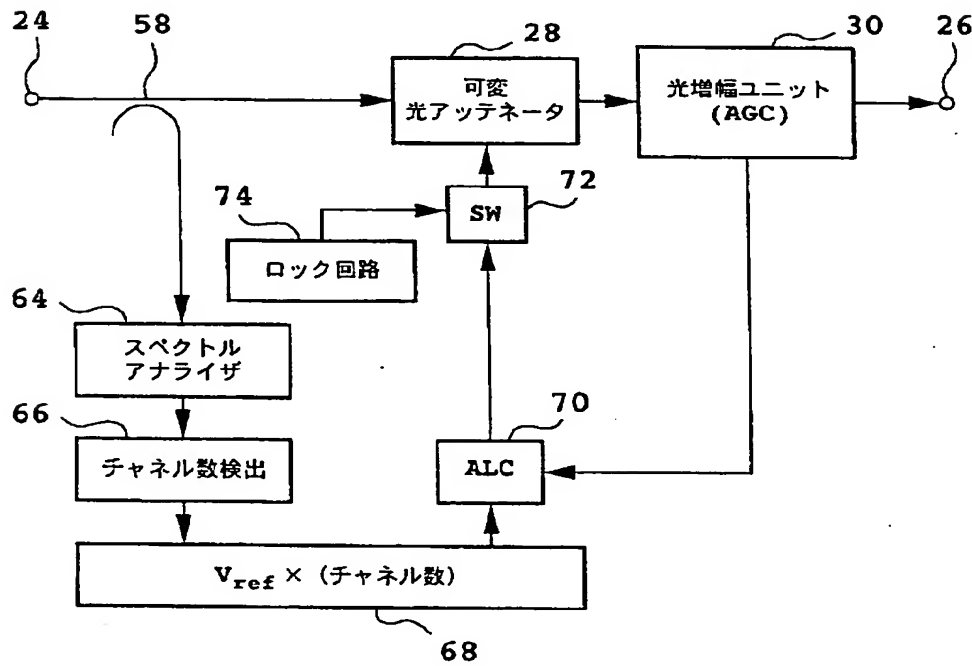 24
58
28
30
26
可変
光アッテネータ
光増幅ユニット
(AGC)
72
SW
74
ロック回路
64
スペクトル
アナライザ
66
チャネル数検出
70
ALC
Vref × (チャネル数)
68